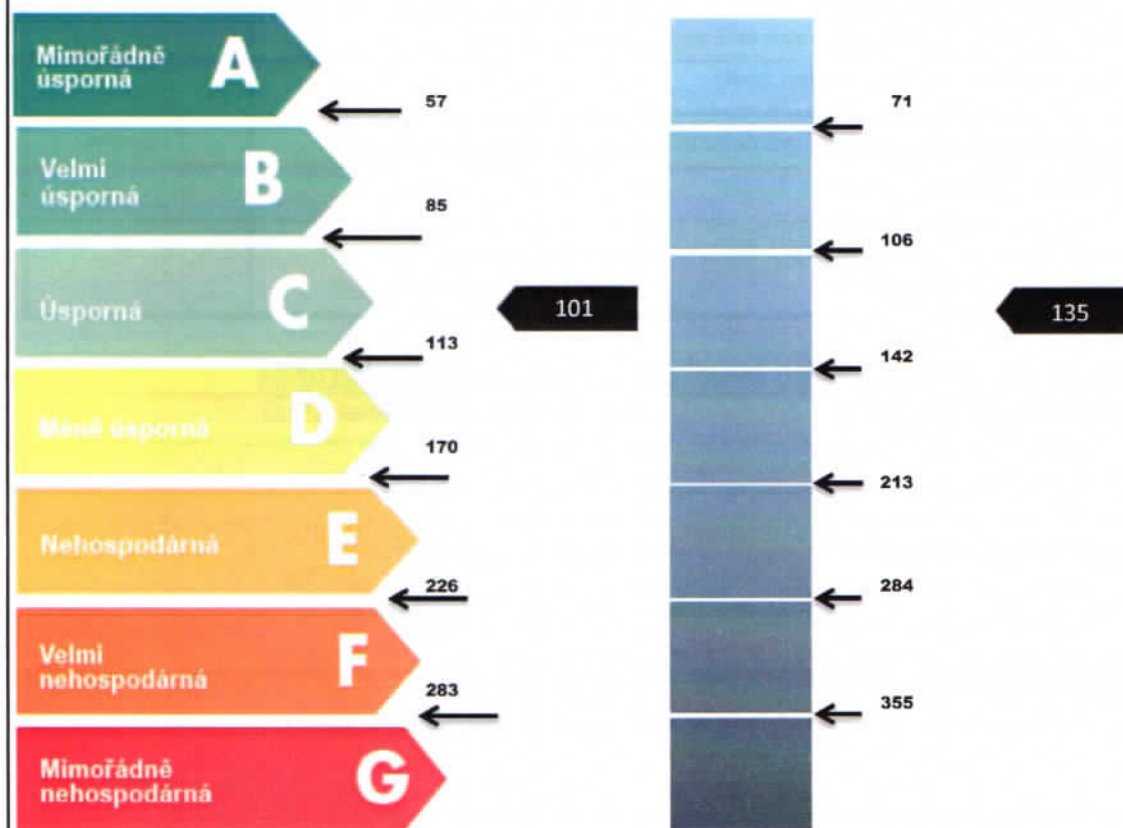 Mimořádně
úsporná
A
57
71
Velmi
úsporná
B
85
106
Úsporná
C
101
135
113
142
Méně úsporná
D
170
213
Nehospodárná
E
226
284
Velmi
nehospodárná
F
283
355
Mimořádně
nehospodárná
G